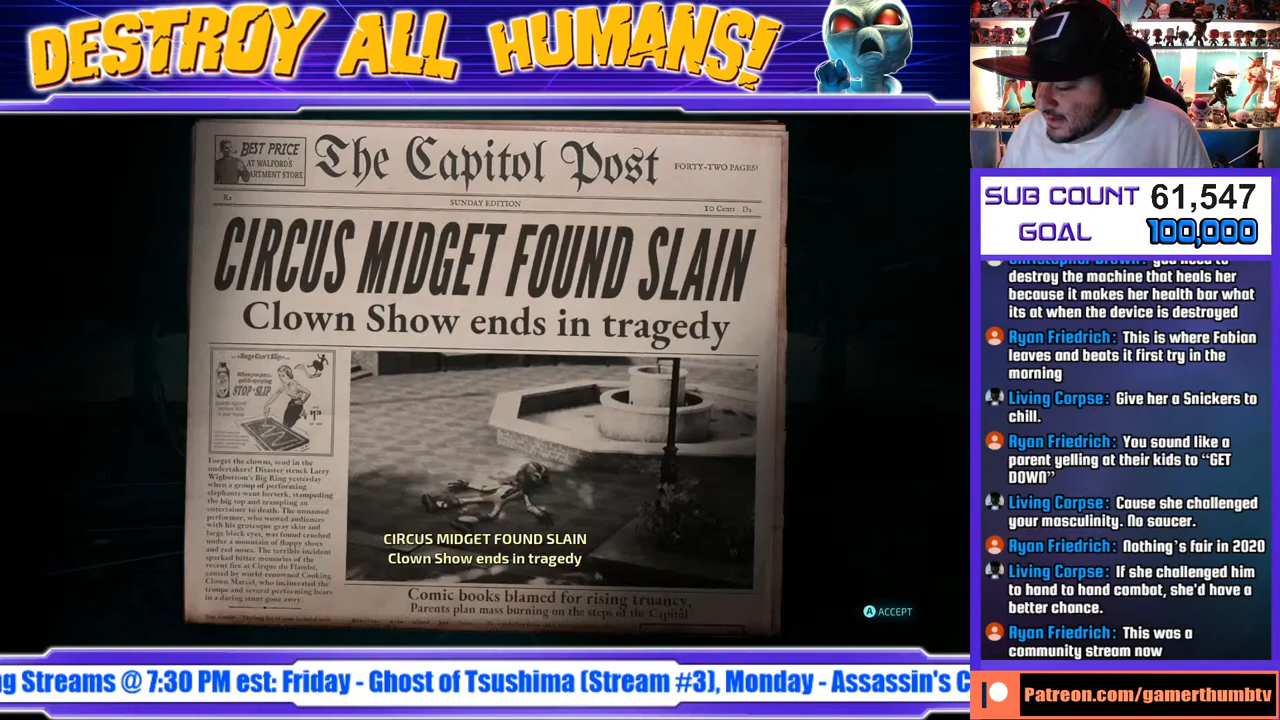 DESTROY ALL HUMANS!
BEST PRICE
AT WALFORD'S
DEPARTMENT STORE
The Capitol Post
FORTY-TWO PAGES!
R2
SUNDAY EDITION
10 Cents D2
CIRCUS MIDGET FOUND SLAIN
Clown Show ends in tragedy
STOP SLIP
Forget the clowns, send in the
undertakers! Disaster struck Larry
Wigbottom's Big Ring yesterday
when a group of performing
elephants went berserk, stampeding
the big top and trampling an
entertainer to death. The unnamed
performer, who wowed audiences
with his grotesque gray skin and
large black eyes, was found crushed
under a mountain of floppy shoes
and red noses. The terrible incident
sparked bitter memories of the
recent fire at Cirque du Flambé,
caused by world-renowned Cooking
Clown Marcel, who incinerated the
troupe and several performing bears
in a daring stunt gone awry.
CIRCUS MIDGET FOUND SLAIN
Clown Show ends in tragedy
Comic books blamed for rising truancy,
Parents plan mass burning on the steps of the Capitol
A ACCEPT
SUB COUNT 61,547
GOAL 100,000
Christopher Brown: you need to
destroy the machine that heals her
because it makes her health bar what
its at when the device is destroyed
Ryan Friedrich: This is where Fabian
leaves and beats it first try in the
morning
Living Corpse: Give her a Snickers to
chill.
Ryan Friedrich: You sound like a
parent yelling at their kids to “GET
DOWN”
Living Corpse: Cause she challenged
your masculinity. No saucer.
Ryan Friedrich: Nothing's fair in 2020
Living Corpse: If she challenged him
to hand to hand combat, she'd have a
better chance.
Ryan Friedrich: This was a
community stream now
g Streams @ 7:30 PM est: Friday - Ghost of Tsushima (Stream #3), Monday - Assassin's C
Patreon.com/gamerthumbtv